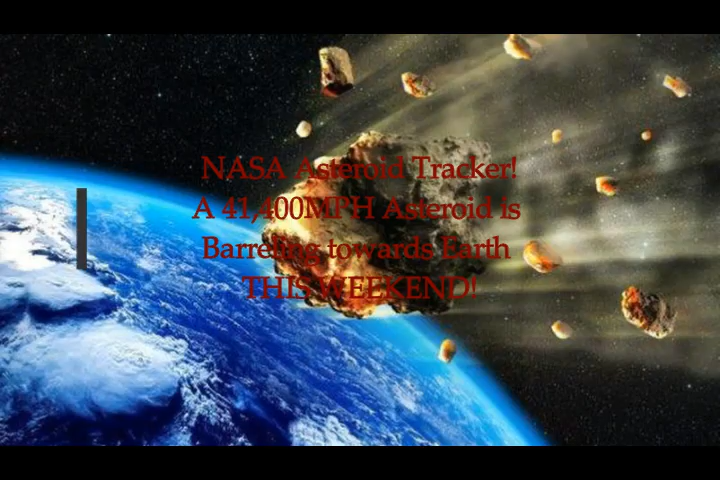 NASA Asteroid Tracker!
A 41,400MPH Asteroid is
Barreling towards Earth
THIS WEEKEND!